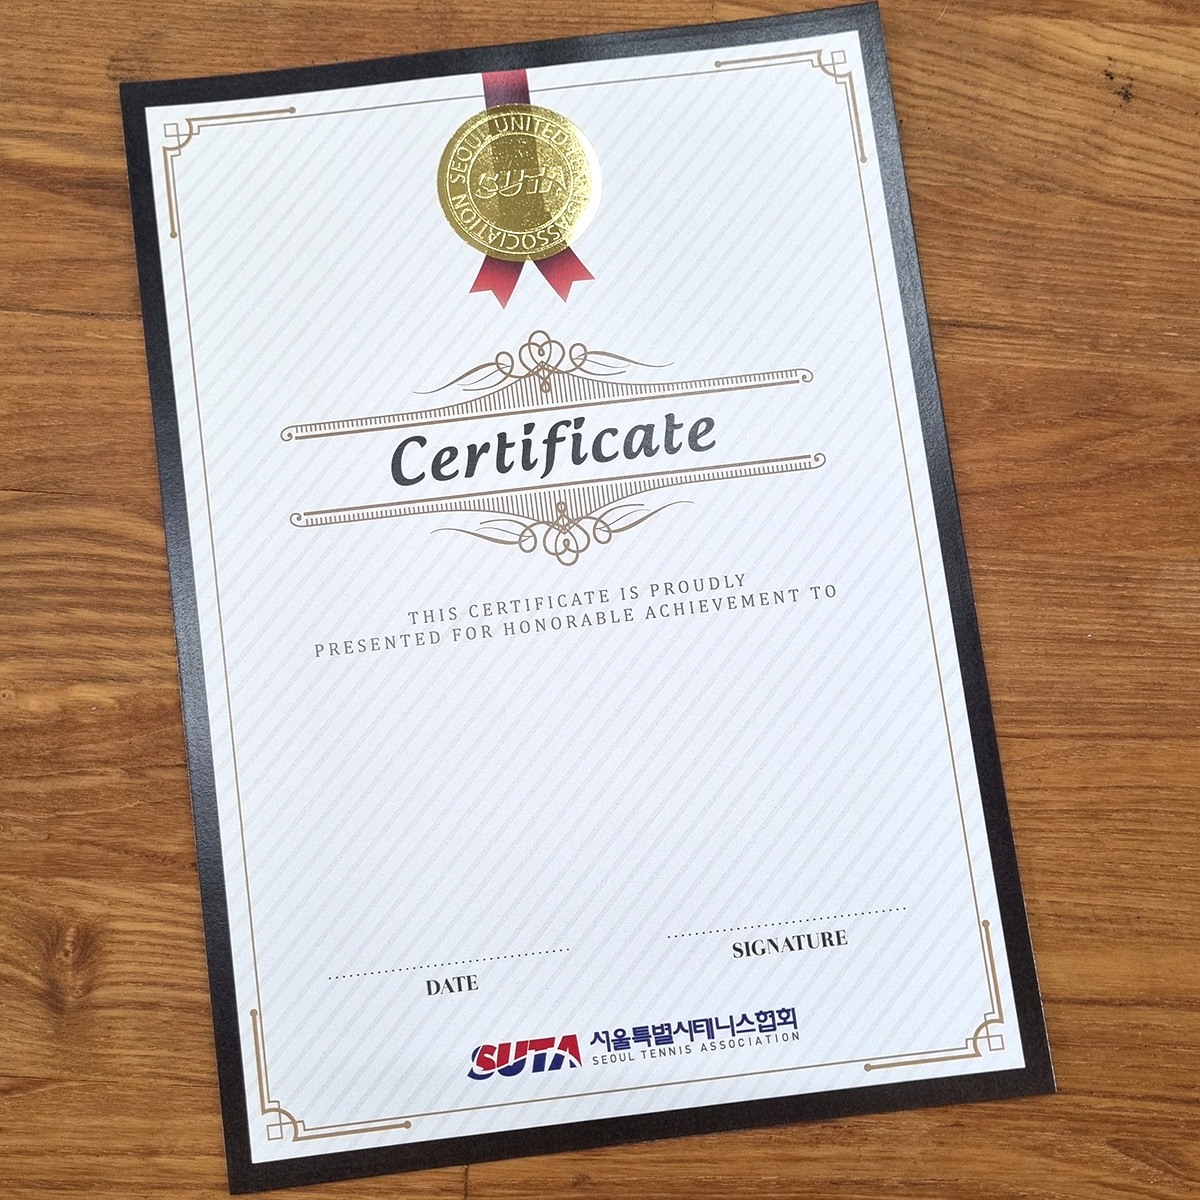 SEOUL UNITED TENNIS ASSOCIATION
SUTA
Certificate
THIS CERTIFICATE IS PROUDLY
PRESENTED FOR HONORABLE ACHIEVEMENT TO
DATE
SIGNATURE
SUTA 서울특별시테니스협회
SEOUL TENNIS ASSOCIATION